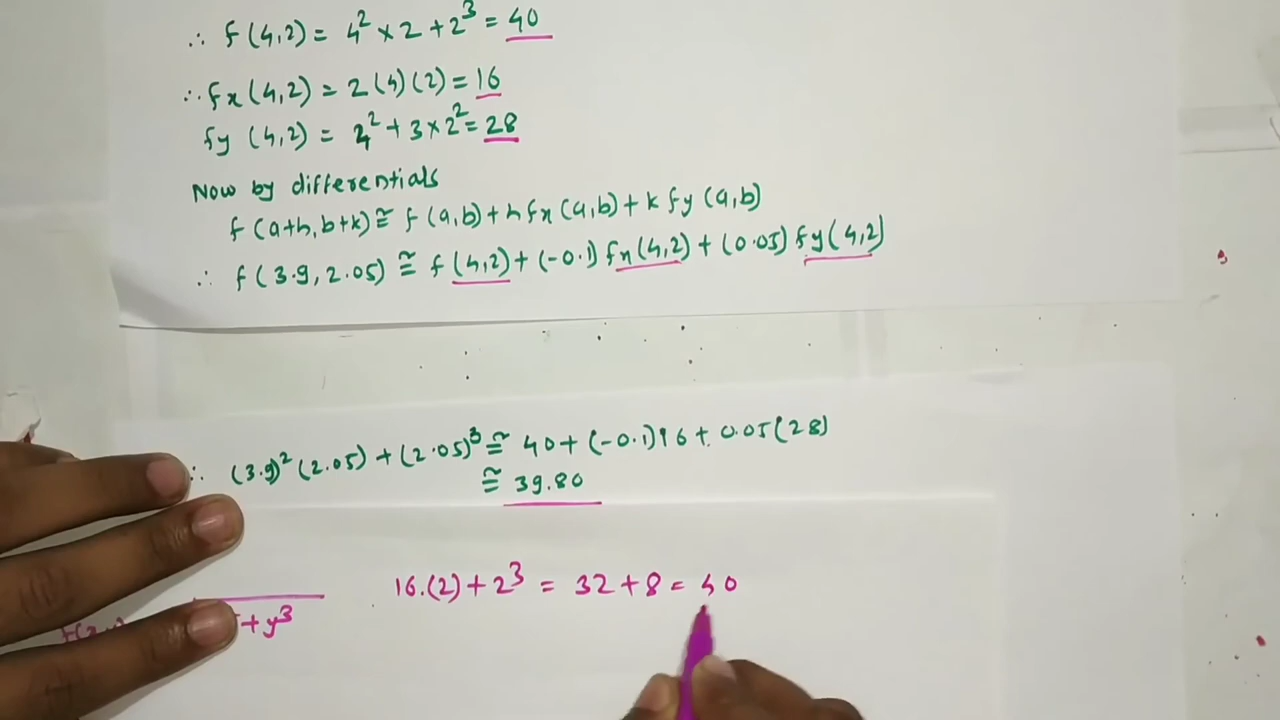 ∴ f(4,2) = 4² × 2 + 2³ = 40
∴ fx(4,2) = 2(4)(2) = 16
fy (4,2) = 4² + 3×2² = 28
Now by differentials
f(a+h, b+k) ≅ f(a,b) + h fx(a,b) + k fy(a,b)
∴ f(3.9, 2.05) ≅ f(4,2) + (-0.1) fx(4,2) + (0.05) fy(4,2)
∴ (3.9)² (2.05) + (2.05)³ ≅ 40 + (-0.1)16 + 0.05(28)
≅ 39.80
16.(2) + 2³ = 32 + 8 = 40
+ y³